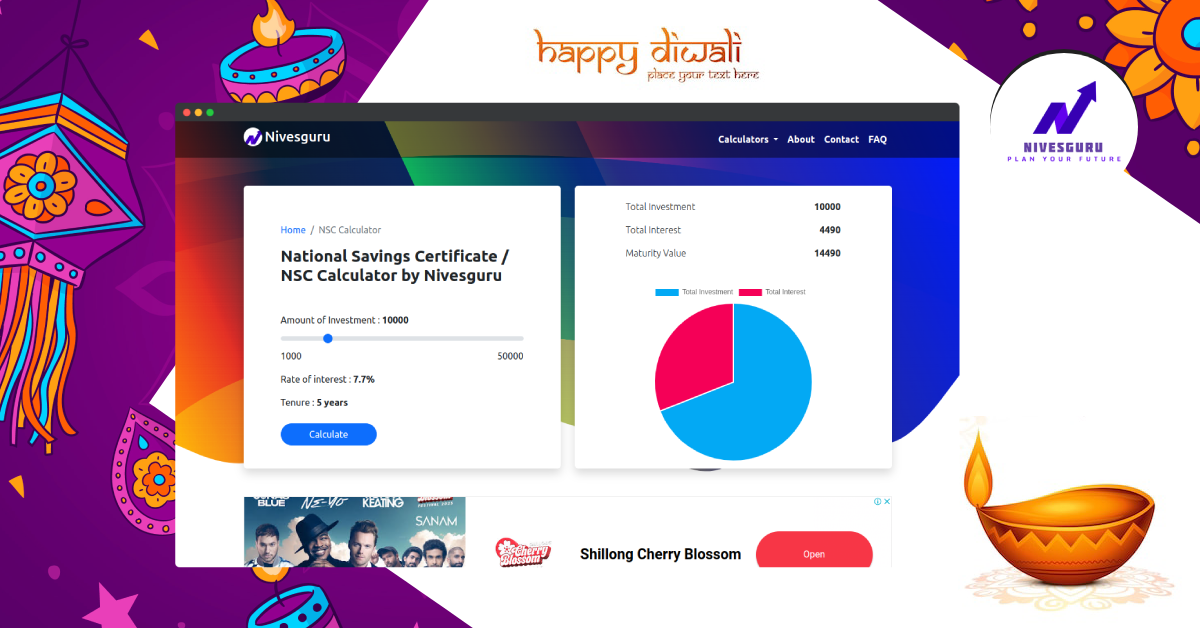 happy diwali
place your text here
Nivesguru
Calculators
About
Contact
FAQ
NIVESGURU
PLAN YOUR FUTURE
Home / NSC Calculator
National Savings Certificate /
NSC Calculator by Nivesguru
Amount of Investment : 10000
1000 50000
Rate of interest : 7.7%
Tenure : 5 years
Calculate
Total Investment 10000
Total Interest 4490
Maturity Value 14490
Total Investment Total Interest
BLUE NE-YO KEATING
SANAM
Cherry
Blossom
Shillong Cherry Blossom
Open